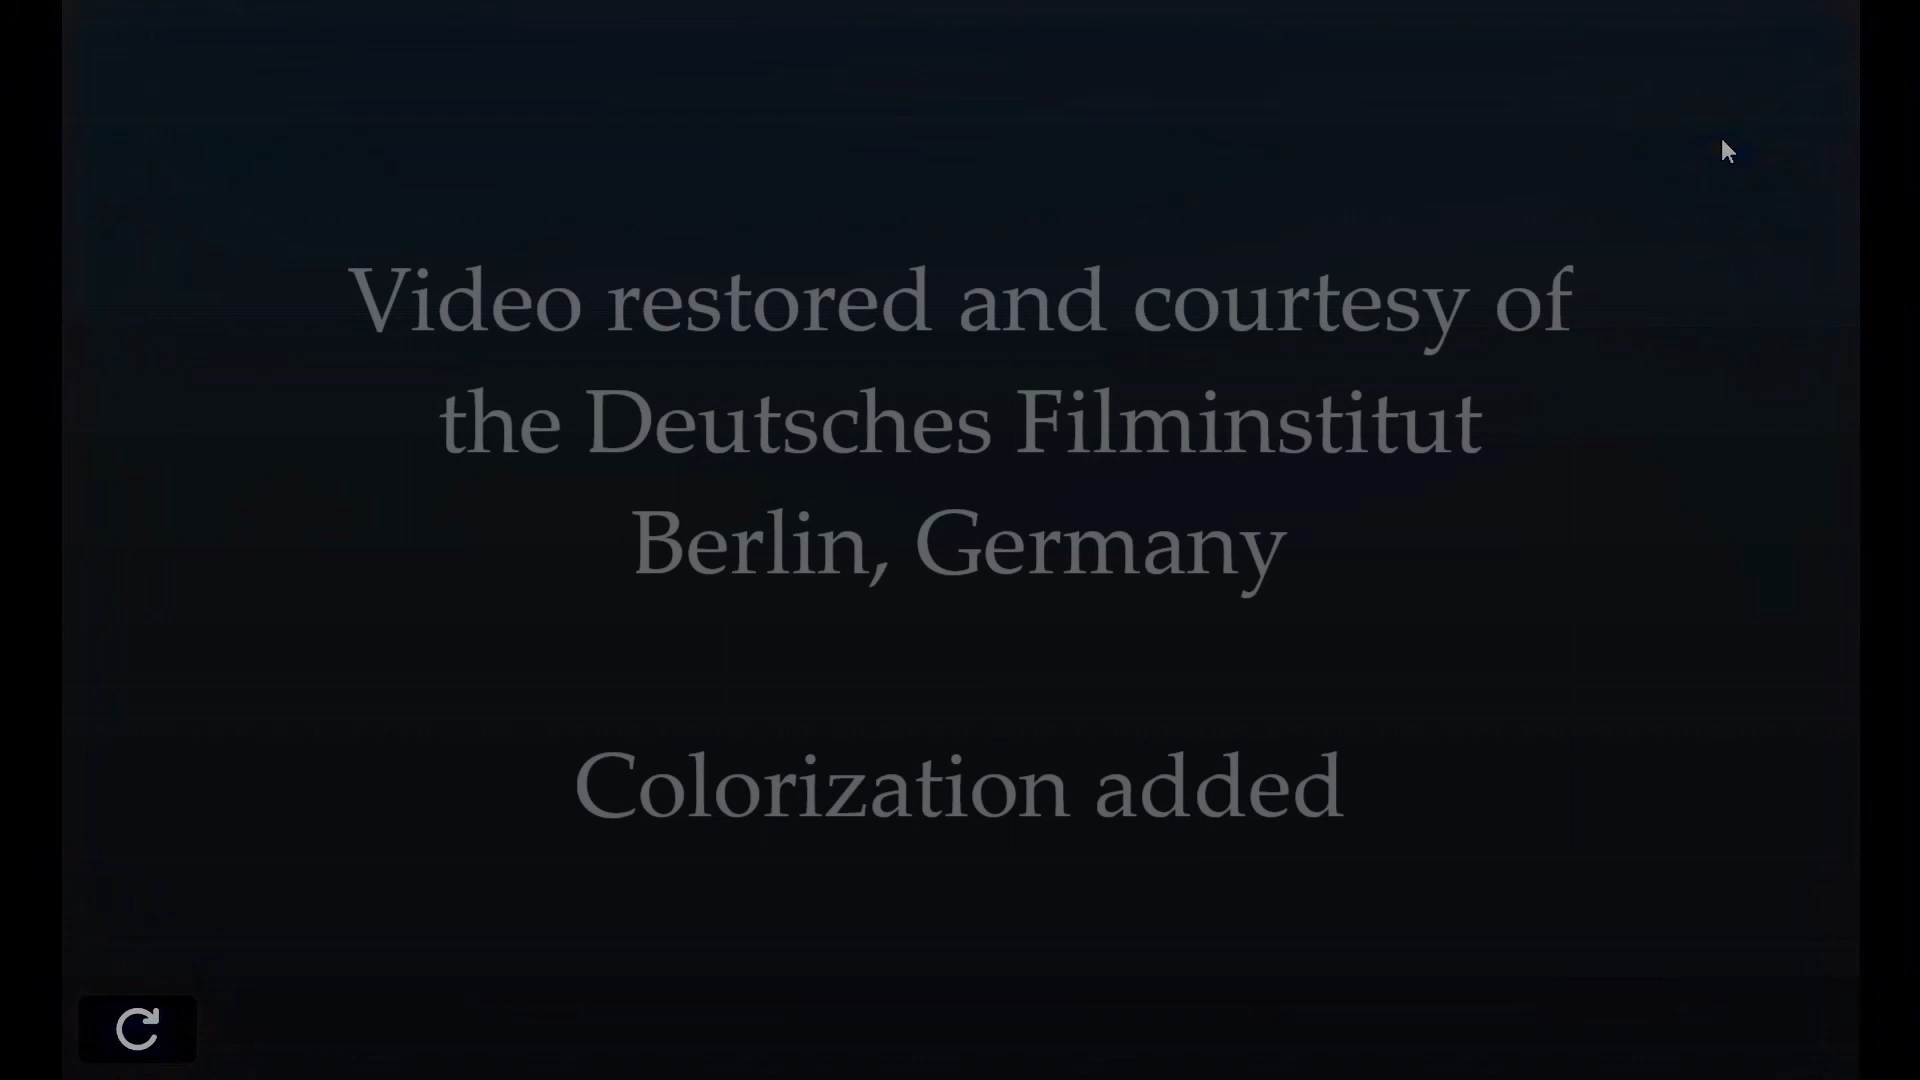 Video restored and courtesy of
the Deutsches Filminstitut
Berlin, Germany
Colorization added